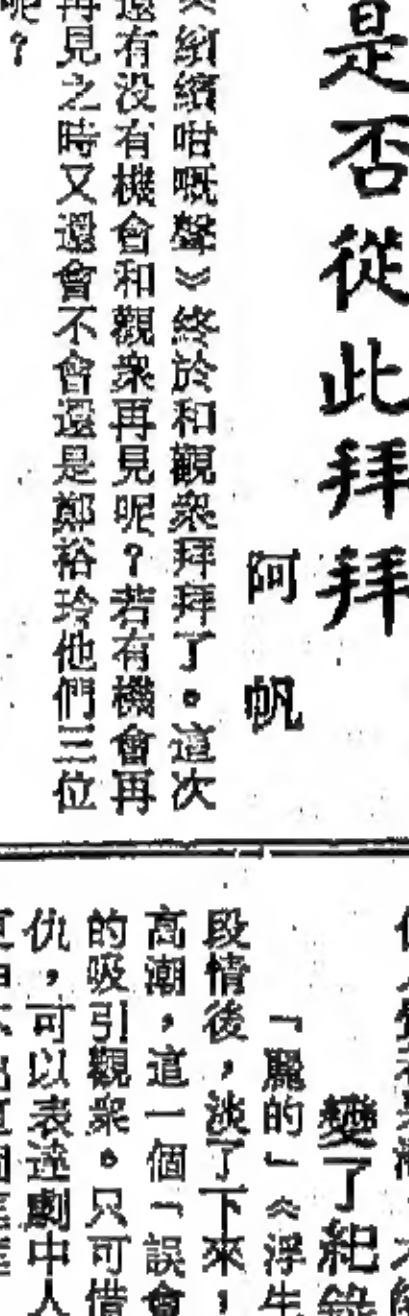 是否從此拜拜
阿帆
《繽繽咁嘅聲》終於和觀衆拜拜了。這次
還有没有機會和觀衆再見呢？若有機會再
再見之時又還會不會還是鄭裕玲他們三位
呢？
變了紀錄
「麗的」《浮生
段情後，淡了下來，
高潮，這一個「誤會
的吸引觀衆。只可惜
仇，可以表達劇中人